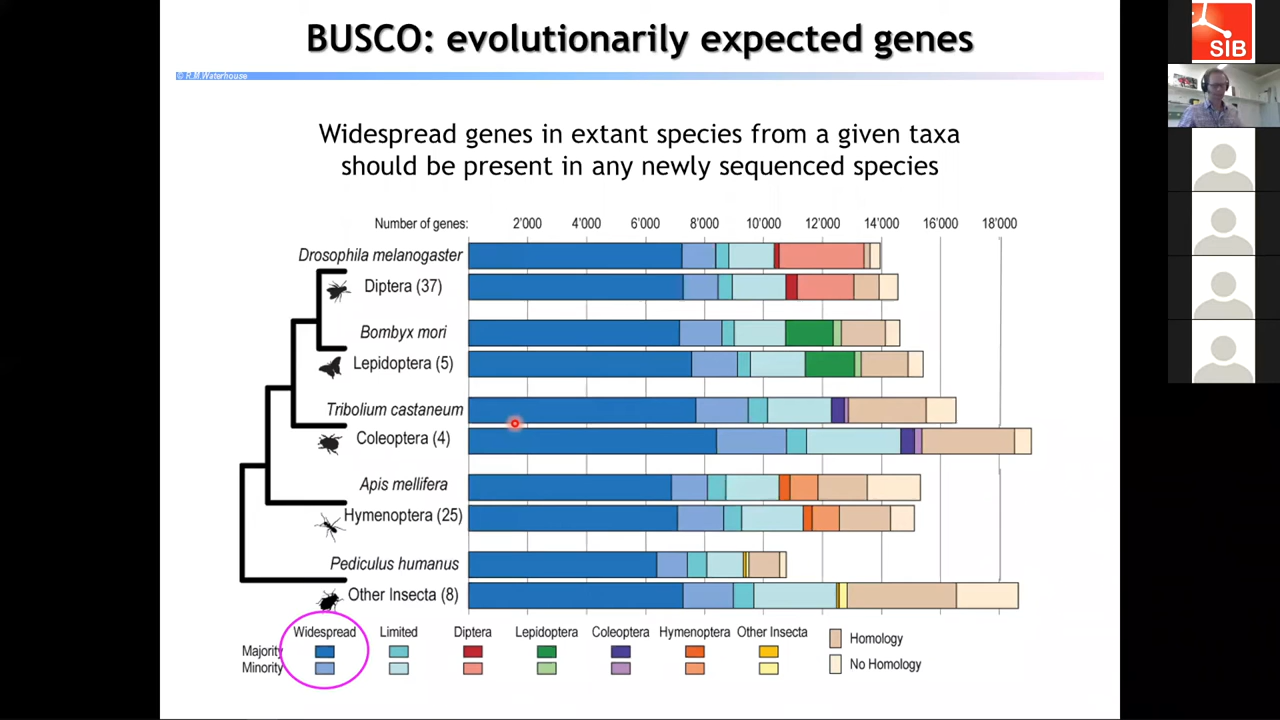 BUSCO: evolutionarily expected genes
© R.M.Waterhouse
SIB
Widespread genes in extant species from a given taxa
should be present in any newly sequenced species
Number of genes: 2'000 4'000 6'000 8'000 10'000 12'000 14'000 16'000 18'000
Drosophila melanogaster
Diptera (37)
Bombyx mori
Lepidoptera (5)
Tribolium castaneum
Coleoptera (4)
Apis mellifera
Hymenoptera (25)
Pediculus humanus
Other Insecta (8)
Widespread Limited Diptera Lepidoptera Coleoptera Hymenoptera Other Insecta
Majority
Minority
Homology
No Homology